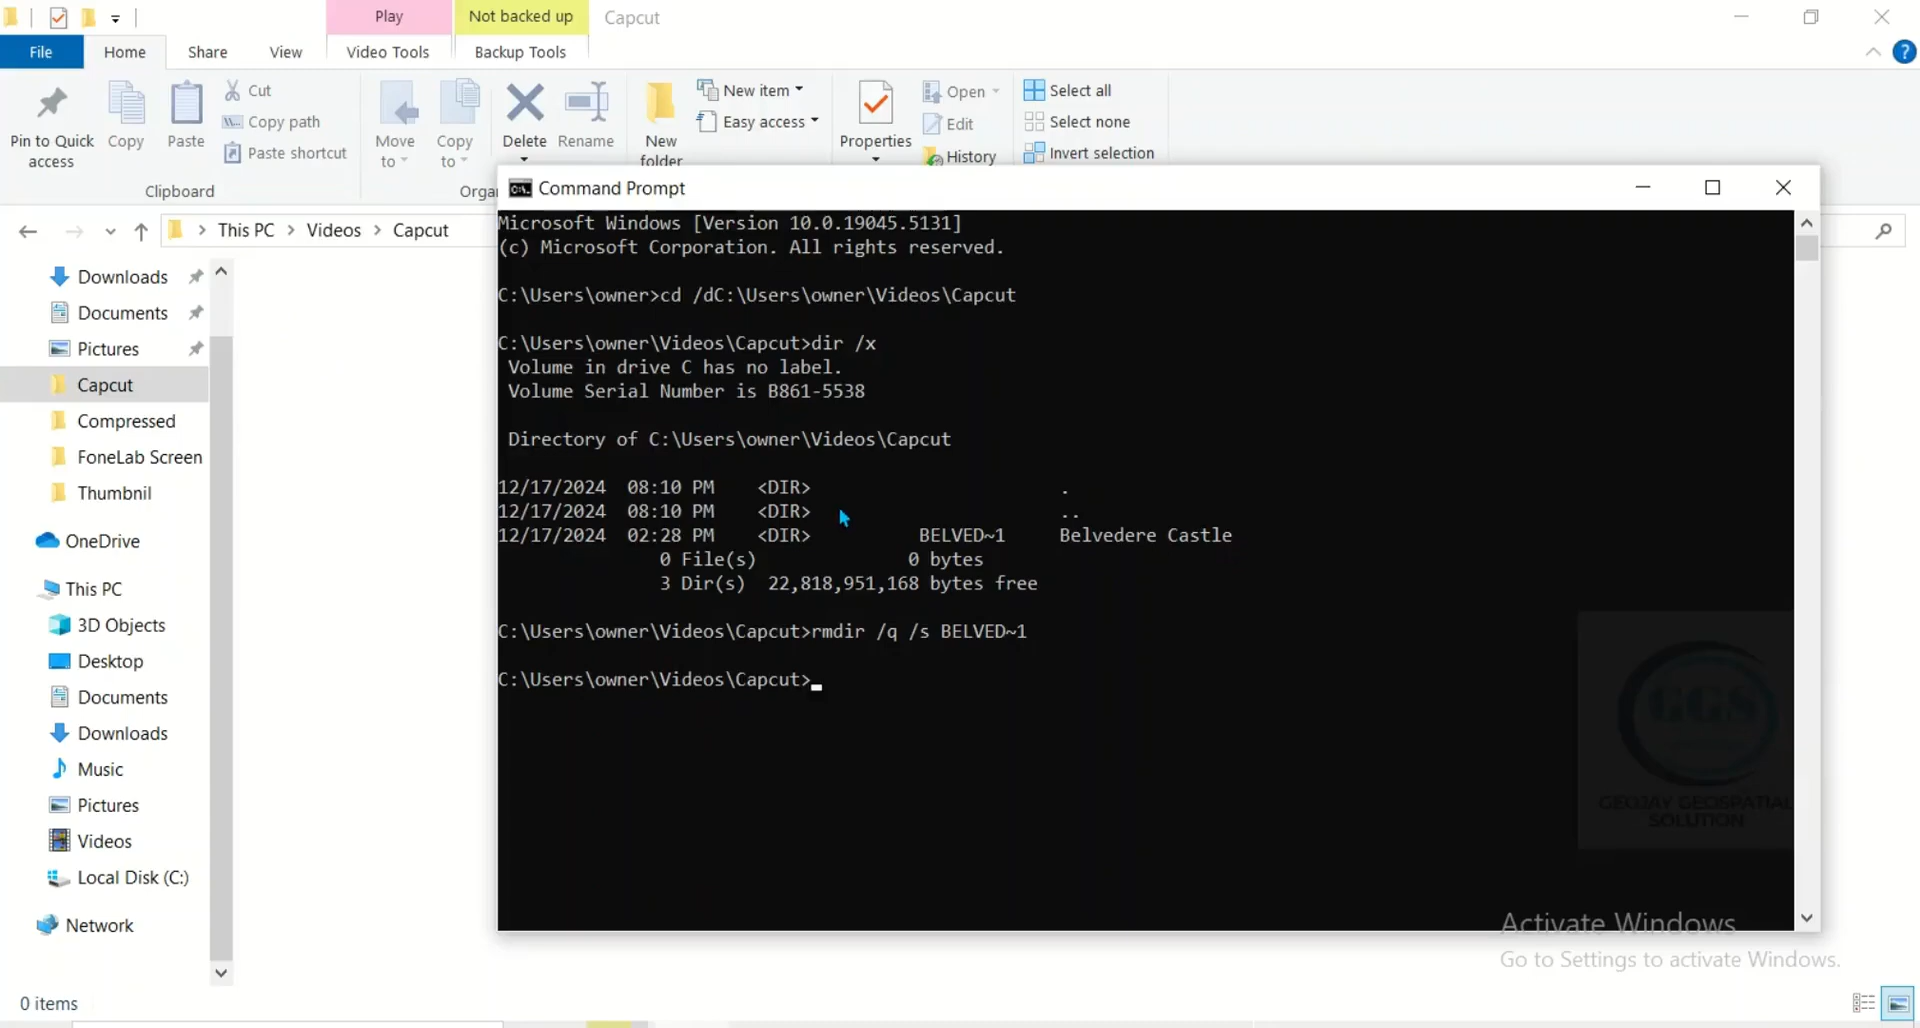 Play
Not backed up
Capcut
File
Home
Share
View
Video Tools
Backup Tools
Pin to Quick access
Copy
Paste
Cut
Copy path
Paste shortcut
Clipboard
Move to
Copy to
Delete
Rename
Orga
New folder
New item
Easy access
Properties
Open
Edit
History
Select all
Select none
Invert selection
This PC > Videos > Capcut
Downloads
Documents
Pictures
Capcut
Compressed
FoneLab Screen
Thumbnil
OneDrive
This PC
3D Objects
Desktop
Documents
Downloads
Music
Pictures
Videos
Local Disk (C:)
Network
0 items
C:\. Command Prompt
Microsoft Windows [Version 10.0.19045.5131]
(c) Microsoft Corporation. All rights reserved.
C:\Users\owner>cd /dC:\Users\owner\Videos\Capcut
C:\Users\owner\Videos\Capcut>dir /x
Volume in drive C has no label.
Volume Serial Number is B861-5538
Directory of C:\Users\owner\Videos\Capcut
12/17/2024 08:10 PM <DIR> .
12/17/2024 08:10 PM <DIR> ..
12/17/2024 02:28 PM <DIR> BELVED~1 Belvedere Castle
0 File(s) 0 bytes
3 Dir(s) 22,818,951,168 bytes free
C:\Users\owner\Videos\Capcut>rmdir /q /s BELVED~1
C:\Users\owner\Videos\Capcut>
GGS
GEOJAY GEOSPATIAL
SOLUTION
Activate Windows
Go to Settings to activate Windows.